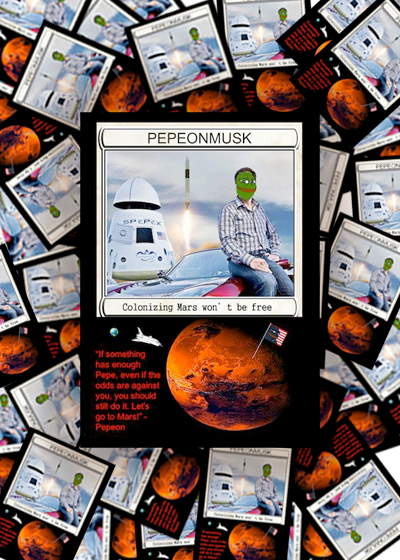 PEPEONMUSK
SPEPEX
Colonizing Mars won't be free
"If something
has enough
Pepe, even if the
odds are against
you, you should
still do it. Let's
go to Mars!" -
Pepeon